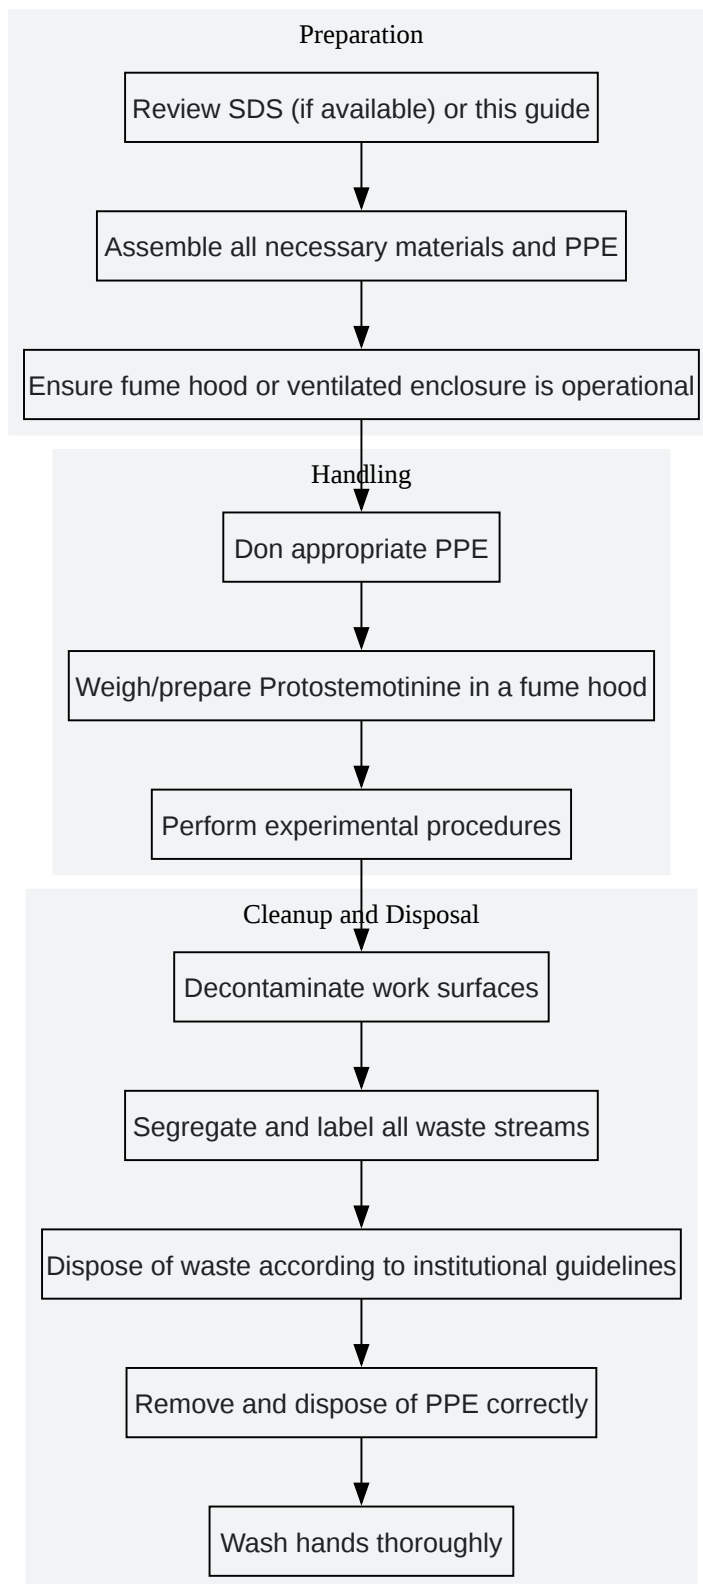 Preparation
Review SDS (if available) or this guide
Assemble all necessary materials and PPE
Ensure fume hood or ventilated enclosure is operational
Handling
Don appropriate PPE
Weigh/prepare Protostemotinine in a fume hood
Perform experimental procedures
Cleanup and Disposal
Decontaminate work surfaces
Segregate and label all waste streams
Dispose of waste according to institutional guidelines
Remove and dispose of PPE correctly
Wash hands thoroughly